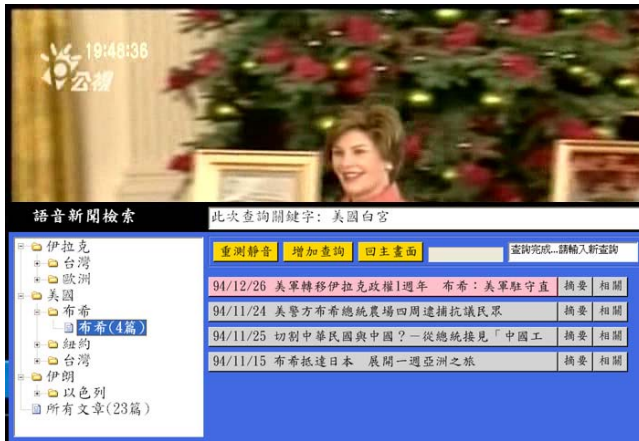 19:48:36
公視
語音新聞檢索
此次查詢關鍵字: 美國白宮
伊拉克
台灣
歐洲
美國
布希
布希(4篇)
紐約
台灣
伊朗
以色列
所有文章(23篇)
重測靜音 增加查詢 回主畫面 查詢完成...請輸入新查詢
94/12/26 美軍轉移伊拉克政權1週年 布希：美軍駐守直 摘要 相關
94/11/24 美警方布希總統農場四周逮捕抗議民眾 摘要 相關
94/11/25 切割中華民國與中國？－從總統接見「中國工 摘要 相關
94/11/15 布希抵達日本 展開一週亞洲之旅 摘要 相關